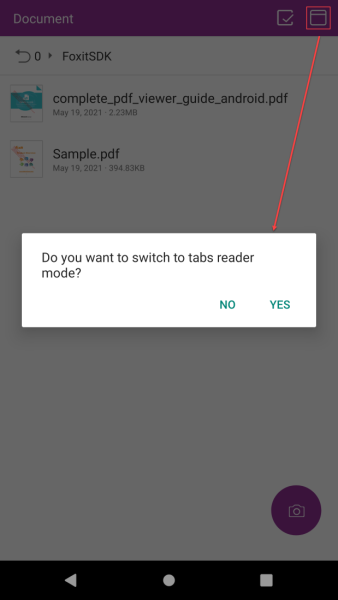 Document
0 FoxitSDK
complete_pdf_viewer_guide_android.pdf
May 19, 2021 · 2.23MB
Sample.pdf
May 19, 2021 · 394.83KB
Do you want to switch to tabs reader
mode?
NO YES